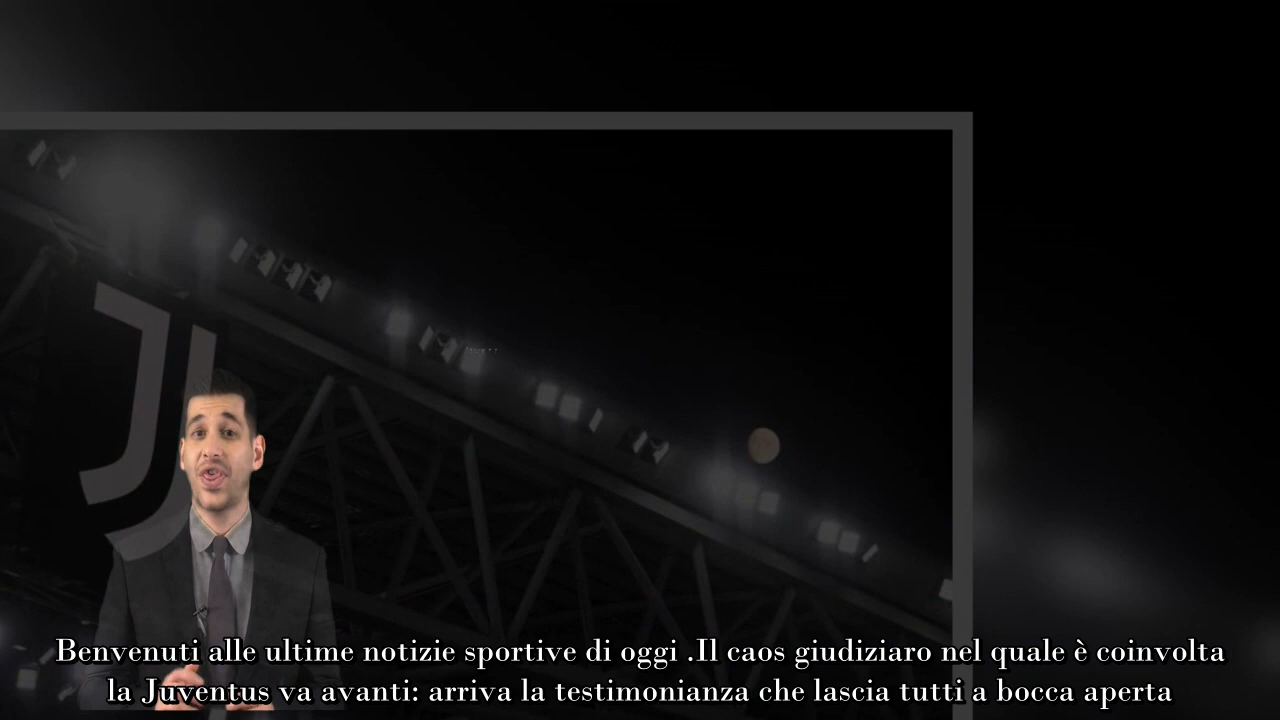 Benvenuti alle ultime notizie sportive di oggi .Il caos giudiziaro nel quale è coinvolta
la Juventus va avanti: arriva la testimonianza che lascia tutti a bocca aperta